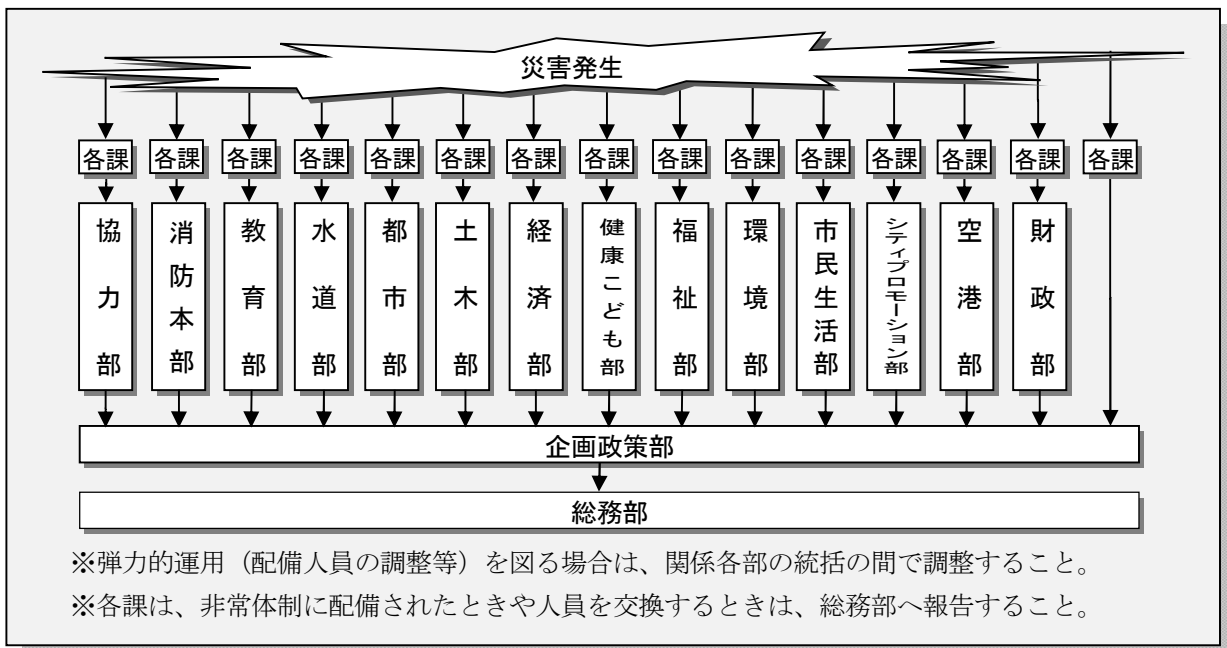 災害発生
各課 各課 各課 各課 各課 各課 各課 各課 各課 各課 各課 各課 各課 各課 各課
協力部
消防本部
教育部
水道部
都市部
土木部
経済部
健康こども部
福祉部
環境部
市民生活部
シティプロモーション部
空港部
財政部
企画政策部
総務部
※弾力的運用（配備人員の調整等）を図る場合は、関係各部の統括の間で調整すること。
※各課は、非常体制に配備されたときや人員を交換するときは、総務部へ報告すること。